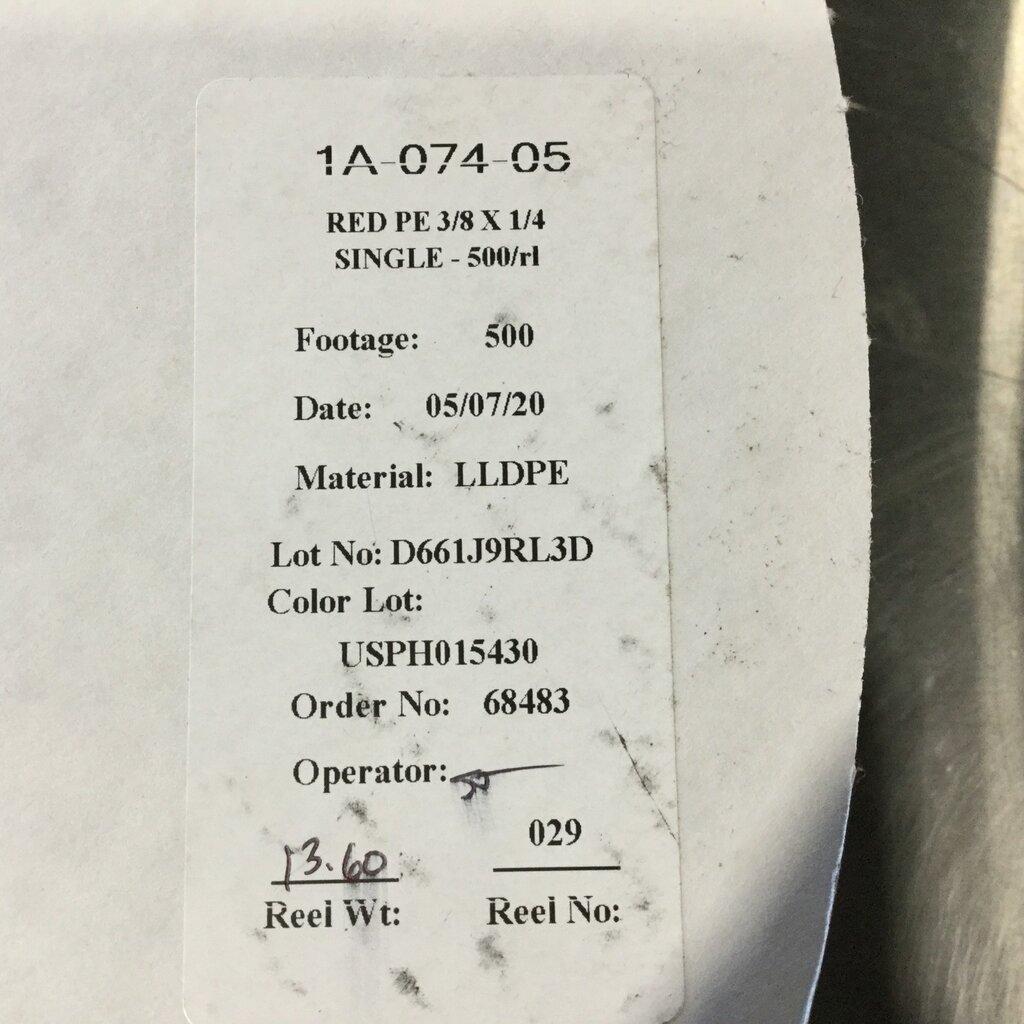 1A-074-05
RED PE 3/8 X 1/4
SINGLE - 500/rl
Footage: 500
Date: 05/07/20
Material: LLDPE
Lot No: D661J9RL3D
Color Lot:
USPH015430
Order No: 68483
Operator:
13.60 029
Reel Wt: Reel No: